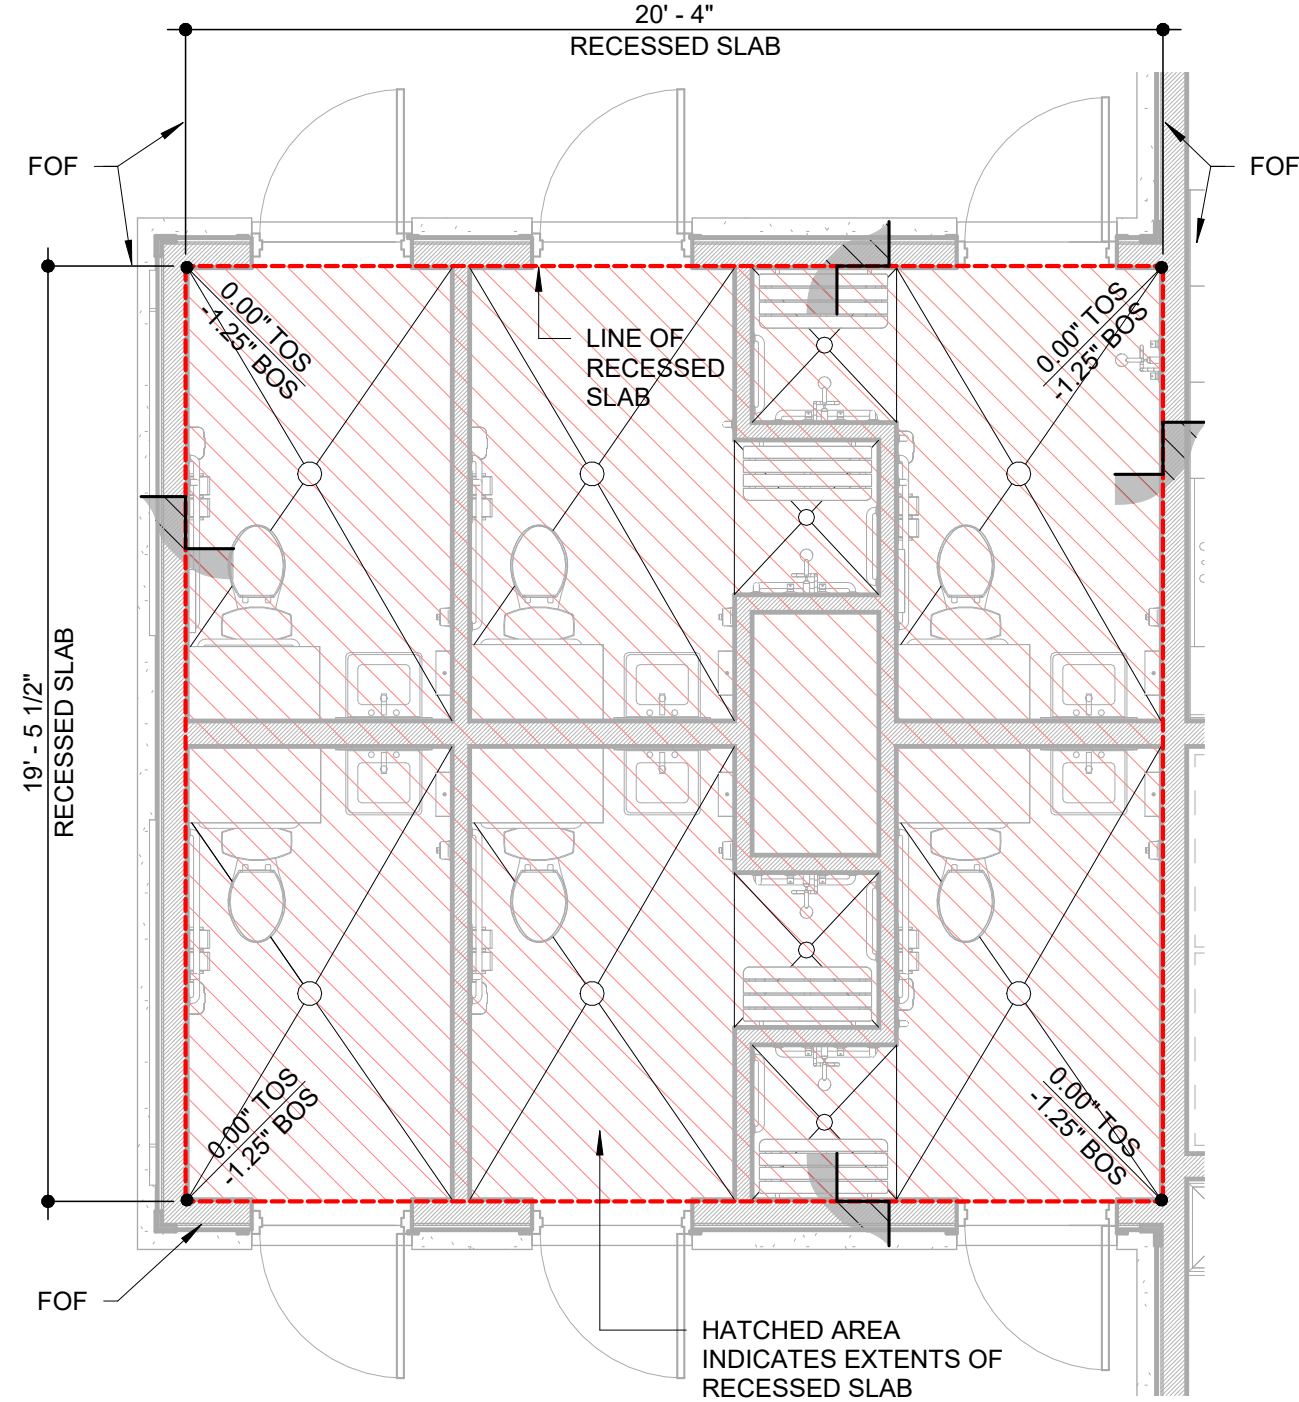 20' - 4"
RECESSED SLAB
FOF
FOF
0.00" TOS
-1.25" BOS
0.00" TOS
-1.25" BOS
LINE OF
RECESSED
SLAB
19' - 5 1/2"
RECESSED SLAB
0.00" TOS
-1.25" BOS
0.00" TOS
-1.25" BOS
FOF
HATCHED AREA
INDICATES EXTENTS OF
RECESSED SLAB